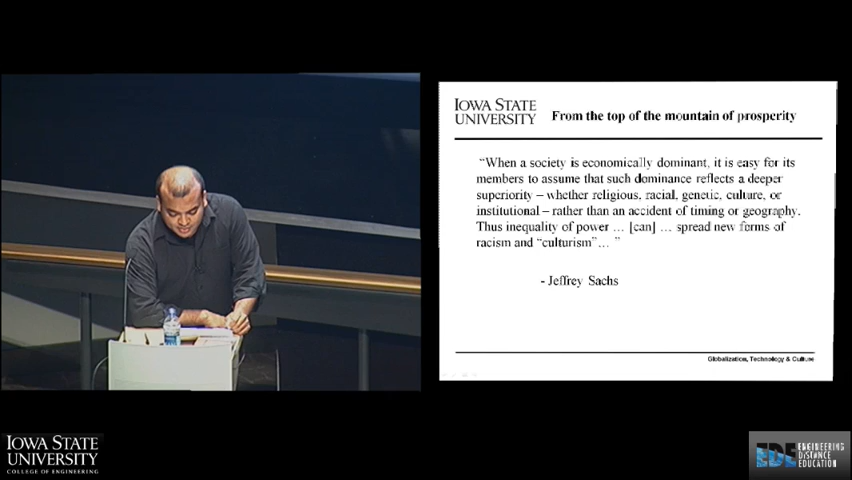 IOWA STATE
UNIVERSITY
From the top of the mountain of prosperity
“When a society is economically dominant, it is easy for its
members to assume that such dominance reflects a deeper
superiority – whether religious, racial, genetic, culture, or
institutional – rather than an accident of timing or geography.
Thus inequality of power ... [can] ... spread new forms of
racism and “culturism”... ”
- Jeffrey Sachs
Globalization, Technology & Culture
IOWA STATE
UNIVERSITY
COLLEGE OF ENGINEERING
EDE
ENGINEERING
DISTANCE
EDUCATION